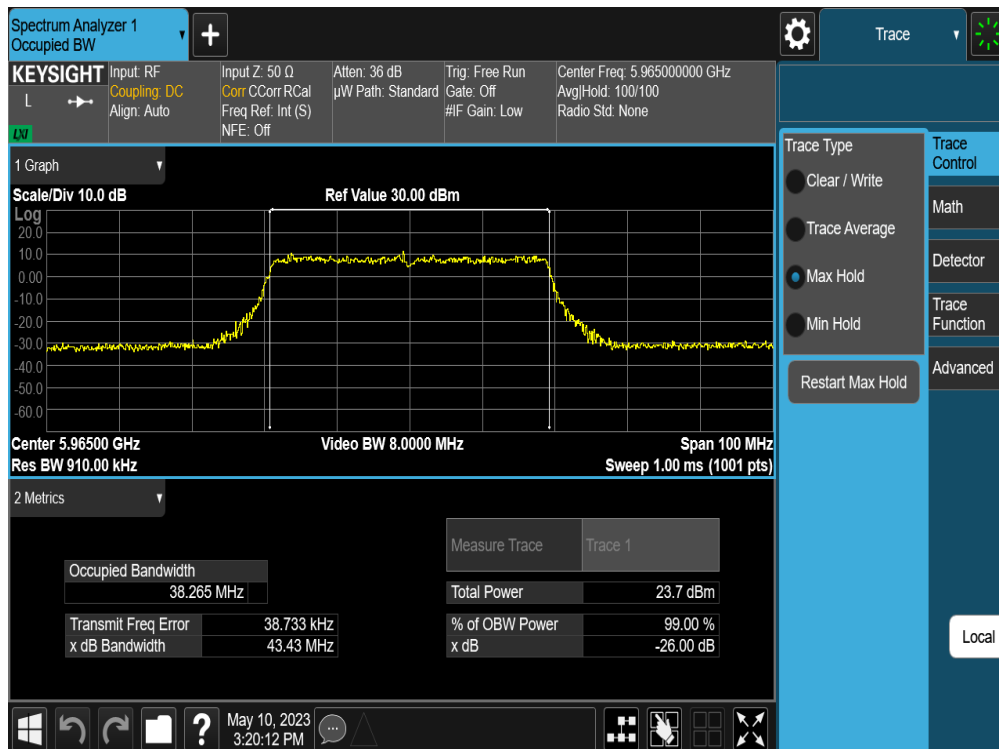 Spectrum Analyzer 1
Occupied BW
+
Trace
KEYSIGHT
L
LXI
Input: RF
Coupling: DC
Align: Auto
Input Z: 50 Ω
Corr CCorr RCal
Freq Ref: Int (S)
NFE: Off
Atten: 36 dB
µW Path: Standard
Trig: Free Run
Gate: Off
#IF Gain: Low
Center Freq: 5.965000000 GHz
Avg|Hold: 100/100
Radio Std: None
1 Graph
Scale/Div 10.0 dB
Ref Value 30.00 dBm
Log
20.0
10.0
0.00
-10.0
-20.0
-30.0
-40.0
-50.0
-60.0
Center 5.96500 GHz
Video BW 8.0000 MHz
Span 100 MHz
Res BW 910.00 kHz
Sweep 1.00 ms (1001 pts)
2 Metrics
Measure Trace
Trace 1
Occupied Bandwidth
38.265 MHz
Total Power
23.7 dBm
Transmit Freq Error
38.733 kHz
% of OBW Power
99.00 %
x dB Bandwidth
43.43 MHz
x dB
-26.00 dB
Trace Type
Clear / Write
Trace Average
Max Hold
Min Hold
Restart Max Hold
Trace
Control
Math
Detector
Trace
Function
Advanced
Local
?
May 10, 2023
3:20:12 PM